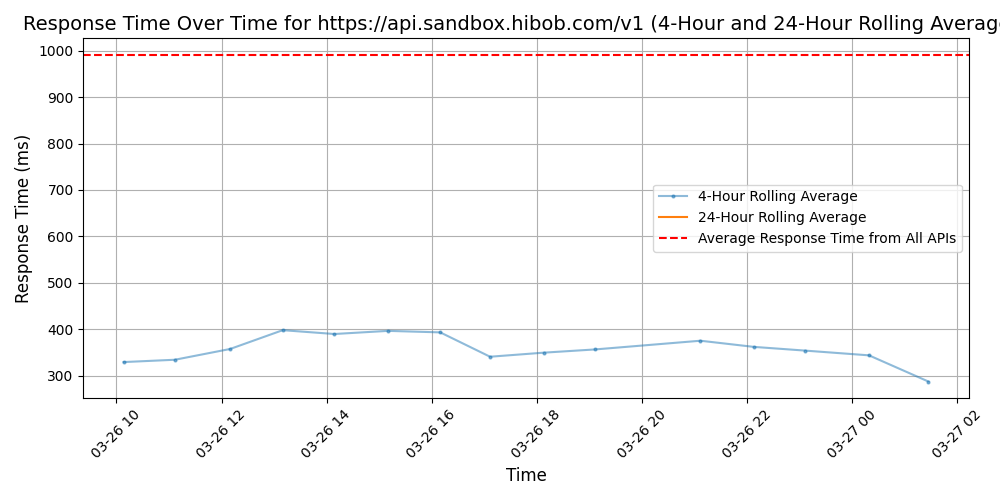 Response Time Over Time for https://api.sandbox.hibob.com/v1 (4-Hour and 24-Hour Rolling Average
Response Time (ms)
1000
900
800
700
600
500
400
300
4-Hour Rolling Average
24-Hour Rolling Average
Average Response Time from All APIs
03-26 10
03-26 12
03-26 14
03-26 16
03-26 18
03-26 20
03-26 22
03-27 00
03-27 02
Time